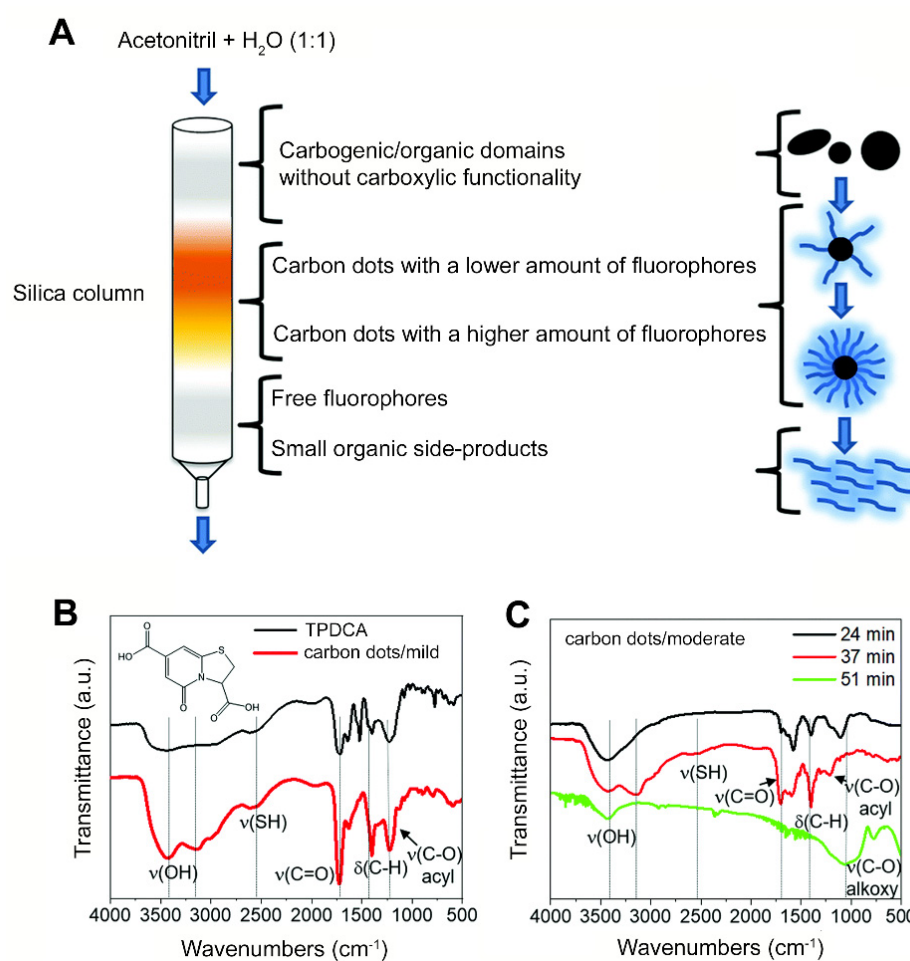 A
Acetonitril + H₂O (1:1)
Carbogenic/organic domains
without carboxylic functionality
Silica column
Carbon dots with a lower amount of fluorophores
Carbon dots with a higher amount of fluorophores
Free fluorophores
Small organic side-products
B
Transmittance (a.u.)
TPDCA
carbon dots/mild
O
HO
S
N
O
OH
O
ν(OH)
ν(SH)
ν(C=O)
δ(C-H)
ν(C-O)
acyl
4000 3500 3000 2500 2000 1500 1000 500
Wavenumbers (cm⁻¹)
C
Transmittance (a.u.)
carbon dots/moderate
24 min
37 min
51 min
ν(OH)
ν(SH)
ν(C=O)
δ(C-H)
ν(C-O)
acyl
ν(C-O)
alkoxy
4000 3500 3000 2500 2000 1500 1000 500
Wavenumbers (cm⁻¹)